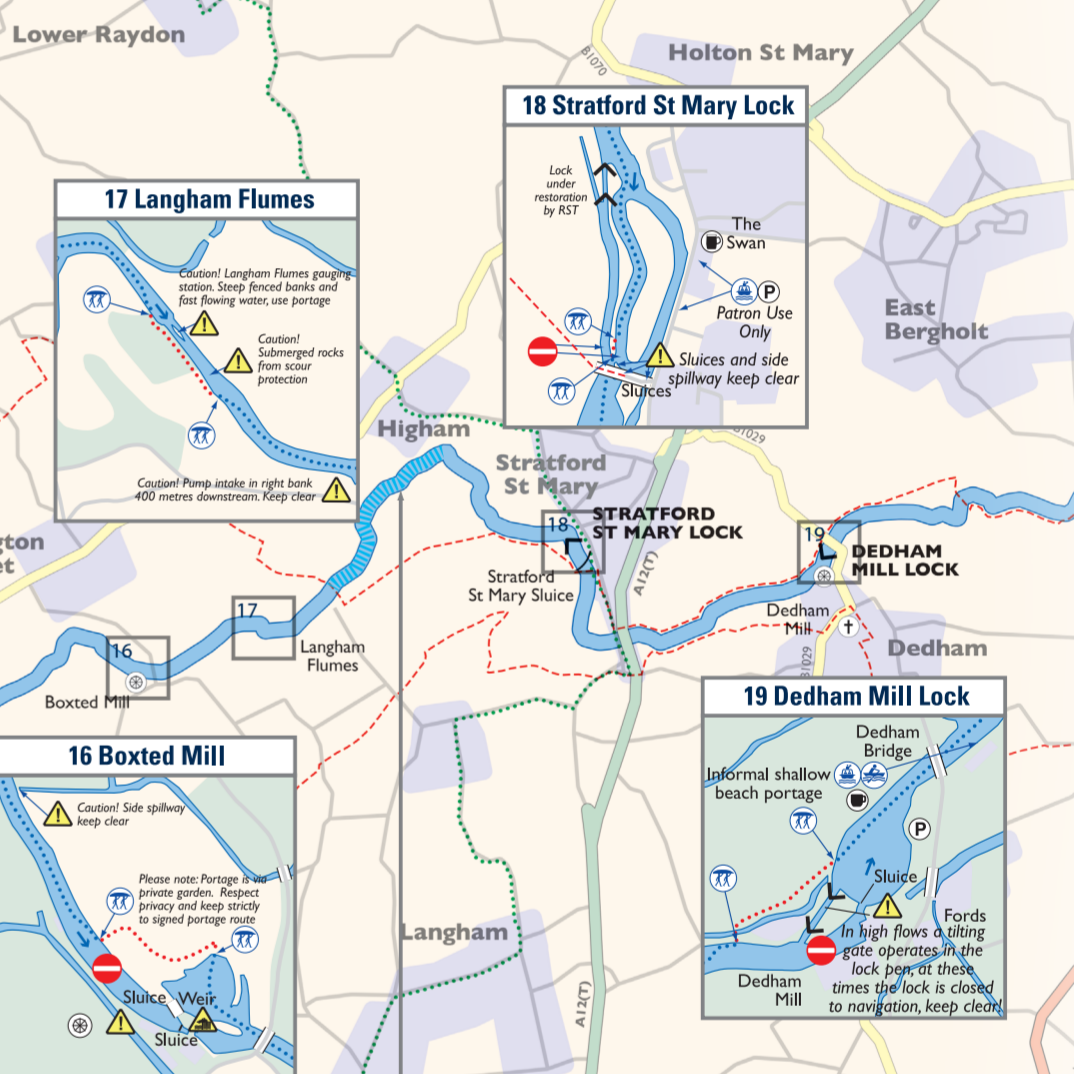 Lower Raydon
Holton St Mary
B1070
18 Stratford St Mary Lock
Lock
under
restoration
by RST
The
Swan
P
Patron Use
Only
Sluices and side
spillway keep clear
Sluices
17 Langham Flumes
Caution! Langham Flumes gauging
station. Steep fenced banks and
fast flowing water, use portage
Caution!
Submerged rocks
from scour
protection
Caution! Pump intake in right bank
400 metres downstream. Keep clear
East
Bergholt
Higham
B1029
Stratford
St Mary
18
STRATFORD
ST MARY LOCK
19
DEDHAM
MILL LOCK
Stratford
St Mary Sluice
A12(T)
Dedham
Mill
Dedham
B1029
17
Langham
Flumes
16
Boxted Mill
gton
et
16 Boxted Mill
Caution! Side spillway
keep clear
Please note: Portage is via
private garden. Respect
privacy and keep strictly
to signed portage route
Sluice
Weir
Sluice
Langham
A12(T)
19 Dedham Mill Lock
Dedham
Bridge
Informal shallow
beach portage
P
Sluice
Fords
In high flows a tilting
gate operates in the
lock pen, at these
times the lock is closed
to navigation, keep clear!
Dedham
Mill